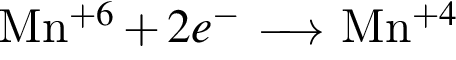 Mn⁺⁶ + 2e⁻ ⟶ Mn⁺⁴